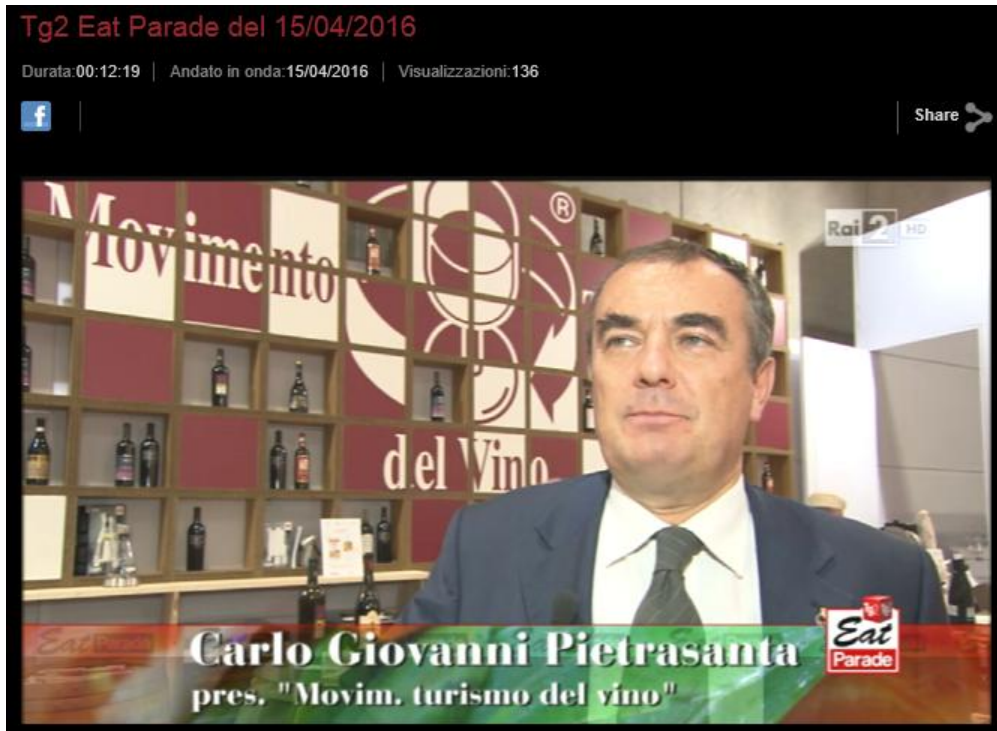 Tg2 Eat Parade del 15/04/2016
Durata:00:12:19 | Andato in onda:15/04/2016 | Visualizzazioni:136
f
Share
Movimento
®
T
Rai 2 HD
del Vino
Eat
Parade
Carlo Giovanni Pietrasanta
pres. "Movim. turismo del vino"